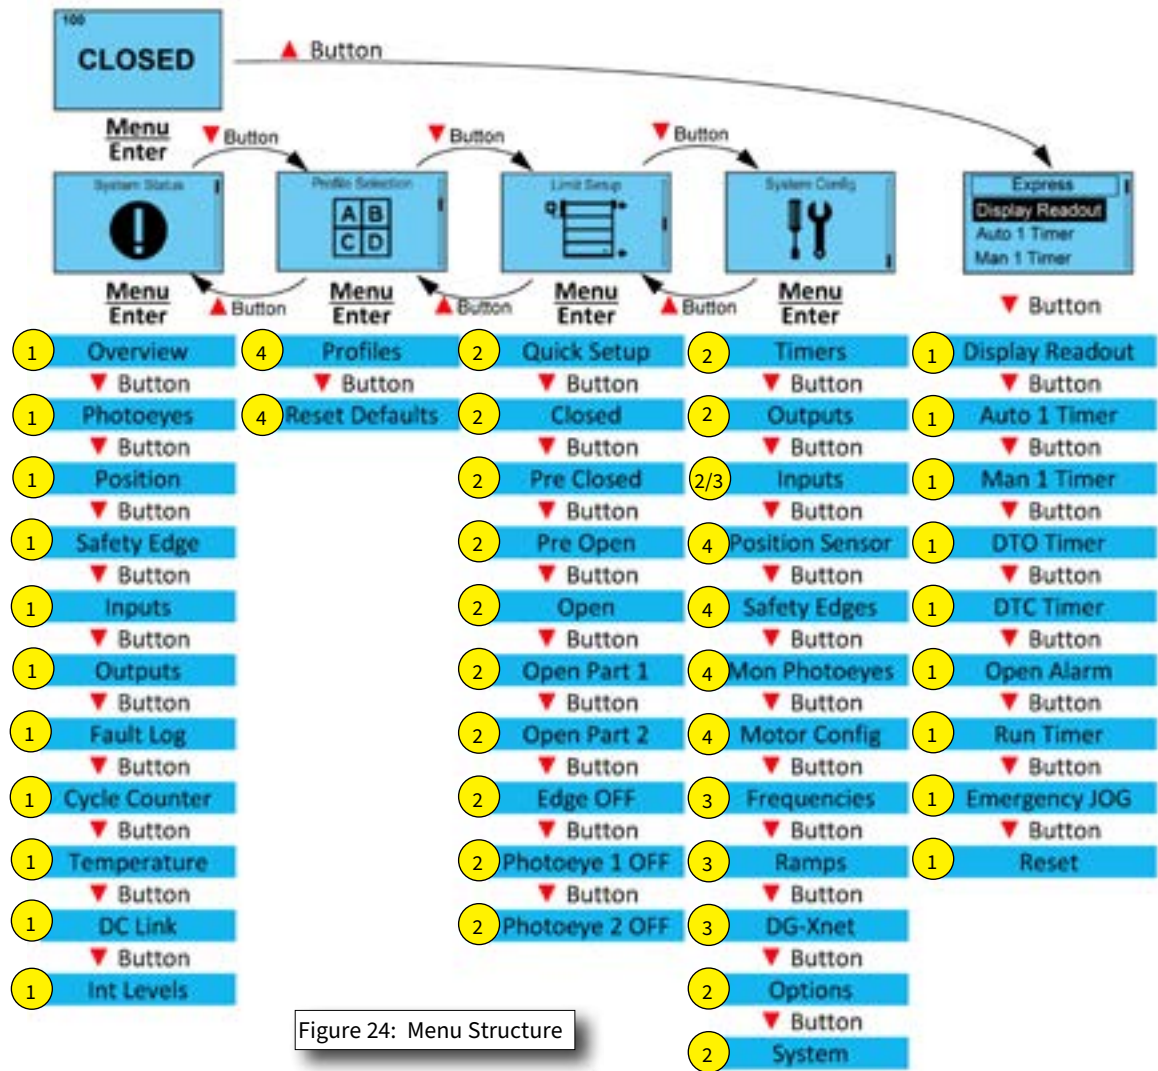 100
CLOSED
▲ Button
Menu
Enter
▼ Button
▼ Button
▼ Button
System Status
Profile Selection
A B
C D
Limit Setup
System Config
Express
Display Readout
Auto 1 Timer
Man 1 Timer
Menu
Enter
▲ Button
Menu
Enter
▲ Button
Menu
Enter
▲ Button
Menu
Enter
▼ Button
1 Overview
▼ Button
1 Photoeyes
▼ Button
1 Position
▼ Button
1 Safety Edge
▼ Button
1 Inputs
▼ Button
1 Outputs
▼ Button
1 Fault Log
▼ Button
1 Cycle Counter
▼ Button
1 Temperature
▼ Button
1 DC Link
▼ Button
1 Int Levels
4 Profiles
▼ Button
4 Reset Defaults
2 Quick Setup
▼ Button
2 Closed
▼ Button
2 Pre Closed
▼ Button
2 Pre Open
▼ Button
2 Open
▼ Button
2 Open Part 1
▼ Button
2 Open Part 2
▼ Button
2 Edge OFF
▼ Button
2 Photoeye 1 OFF
▼ Button
2 Photoeye 2 OFF
2 Timers
▼ Button
2 Outputs
▼ Button
2/3 Inputs
▼ Button
4 Position Sensor
▼ Button
4 Safety Edges
▼ Button
4 Mon Photoeyes
▼ Button
4 Motor Config
▼ Button
3 Frequencies
▼ Button
3 Ramps
▼ Button
3 DG-Xnet
▼ Button
2 Options
▼ Button
2 System
1 Display Readout
▼ Button
1 Auto 1 Timer
▼ Button
1 Man 1 Timer
▼ Button
1 DTO Timer
▼ Button
1 DTC Timer
▼ Button
1 Open Alarm
▼ Button
1 Run Timer
▼ Button
1 Emergency JOG
▼ Button
1 Reset
Figure 24: Menu Structure